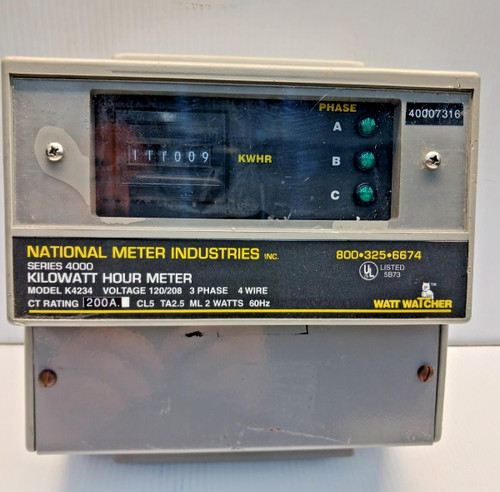 PHASE
40007316
A
111009
KWHR
B
C
NATIONAL METER INDUSTRIES INC.
800•325•6674
SERIES 4000
KILOWATT HOUR METER
UL LISTED
5B73
MODEL K4234 VOLTAGE 120/208 3 PHASE 4 WIRE
CT RATING 200A. CL5 TA2.5 ML 2 WATTS 60Hz
WATT WATCHER